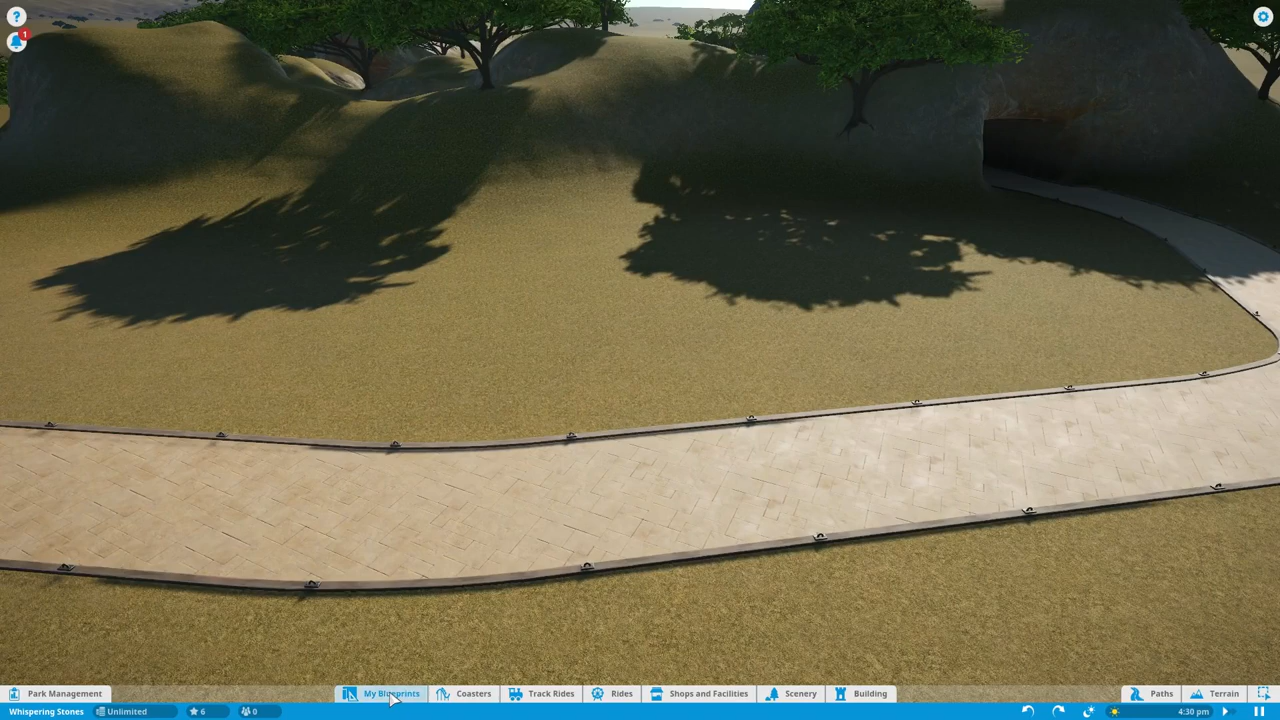 ?
1
Park Management
My Blueprints
Coasters
Track Rides
Rides
Shops and Facilities
Scenery
Building
Paths
Terrain
Whispering Stones
Unlimited
6
0
4:30 pm